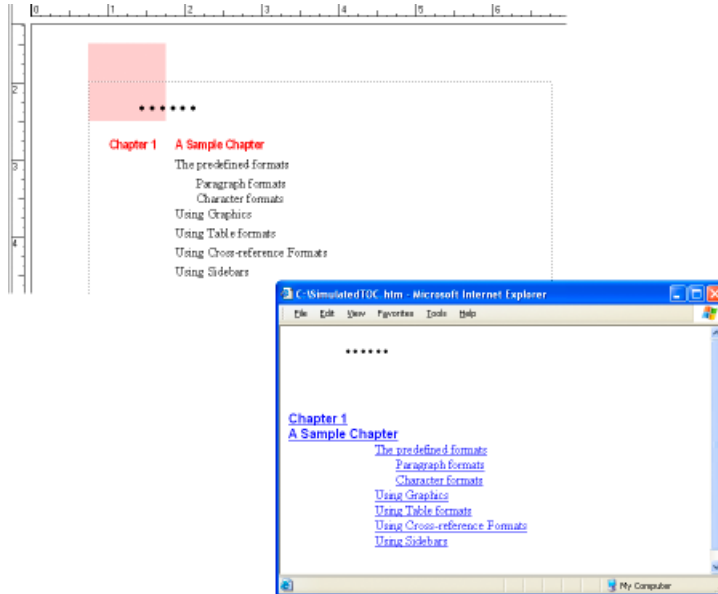 0 1 2 3 4 5 6
2
••••••
Chapter 1 A Sample Chapter
The predefined formats
3
Paragraph formats
Character formats
Using Graphics
Using Table formats
4
Using Cross-reference Formats
Using Sidebars
C:\SimulatedTOC.htm - Microsoft Internet Explorer
File Edit View Favorites Tools Help
••••••
Chapter 1
A Sample Chapter
The predefined formats
Paragraph formats
Character formats
Using Graphics
Using Table formats
Using Cross-reference Formats
Using Sidebars
My Computer